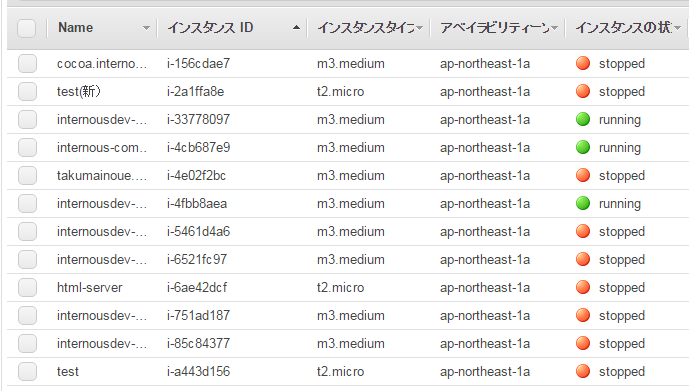 Name インスタンス ID インスタンスタイプ アベイラビリティーゾーン インスタンスの状
cocoa.interno... i-156cdae7 m3.medium ap-northeast-1a stopped
test(新） i-2a1ffa8e t2.micro ap-northeast-1a stopped
internousdev-... i-33778097 m3.medium ap-northeast-1a running
internous-com... i-4cb687e9 m3.medium ap-northeast-1a running
takumainoue.... i-4e02f2bc m3.medium ap-northeast-1a stopped
internousdev-... i-4fbb8aea m3.medium ap-northeast-1a running
internousdev-... i-5461d4a6 m3.medium ap-northeast-1a stopped
internousdev-... i-6521fc97 m3.medium ap-northeast-1a stopped
html-server i-6ae42dcf t2.micro ap-northeast-1a stopped
internousdev-... i-751ad187 m3.medium ap-northeast-1a stopped
internousdev-... i-85c84377 m3.medium ap-northeast-1a stopped
test i-a443d156 t2.micro ap-northeast-1a stopped